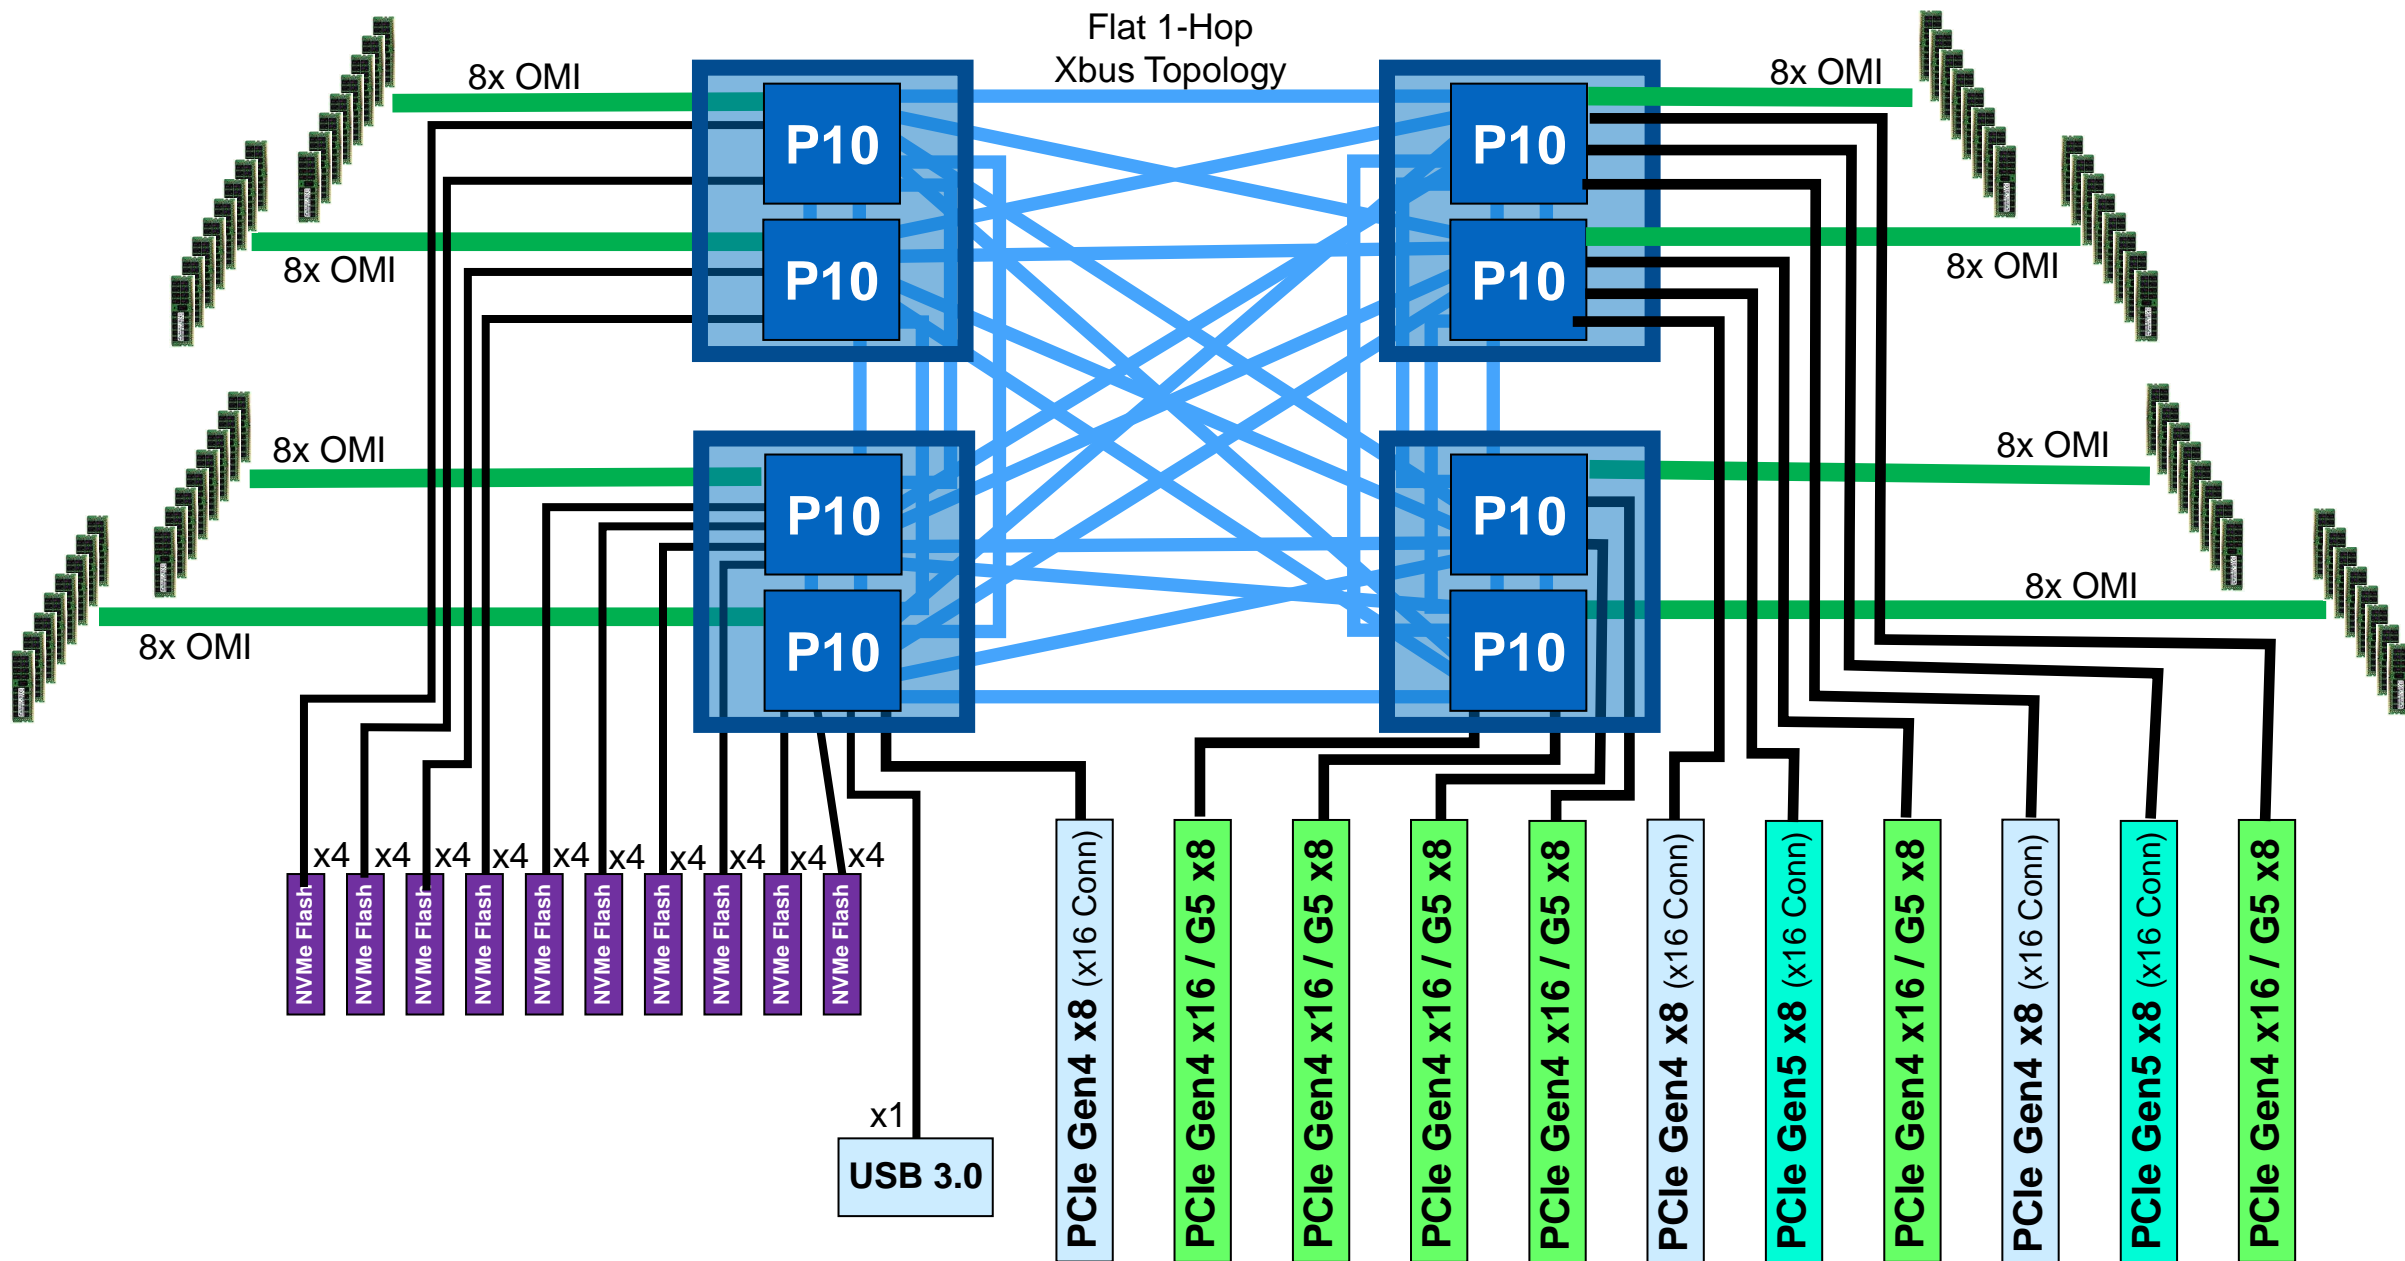 Flat 1-Hop
Xbus Topology
8x OMI
8x OMI
P10
P10
P10
P10
8x OMI
8x OMI
8x OMI
8x OMI
P10
P10
P10
P10
8x OMI
8x OMI
x4
x4
x4
x4
x4
x4
x4
x4
x4
x4
NVMe Flash
NVMe Flash
NVMe Flash
NVMe Flash
NVMe Flash
NVMe Flash
NVMe Flash
NVMe Flash
NVMe Flash
NVMe Flash
x1
USB 3.0
PCIe Gen4 x8 (x16 Conn)
PCIe Gen4 x16 / G5 x8
PCIe Gen4 x16 / G5 x8
PCIe Gen4 x16 / G5 x8
PCIe Gen4 x16 / G5 x8
PCIe Gen4 x8 (x16 Conn)
PCIe Gen5 x8 (x16 Conn)
PCIe Gen4 x16 / G5 x8
PCIe Gen4 x8 (x16 Conn)
PCIe Gen5 x8 (x16 Conn)
PCIe Gen4 x16 / G5 x8